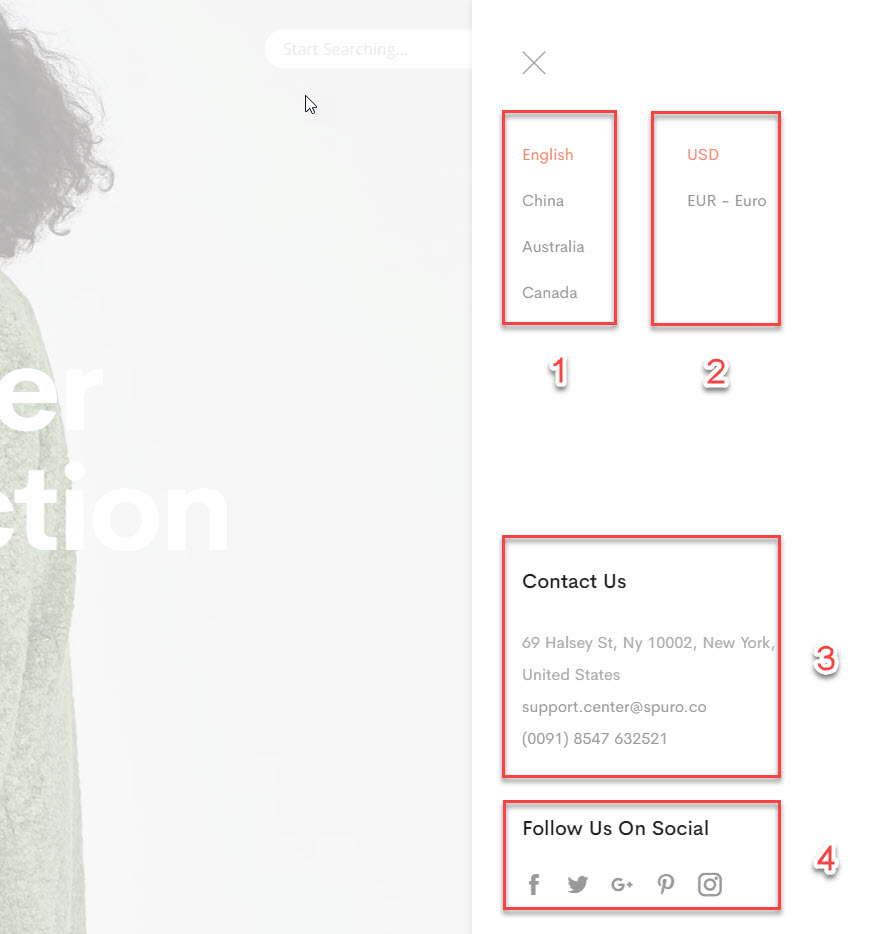 Start Searching...
English
China
Australia
Canada
USD
EUR - Euro
1
2
er
ction
Contact Us
69 Halsey St, Ny 10002, New York,
United States
support.center@spuro.co
(0091) 8547 632521
3
Follow Us On Social
4